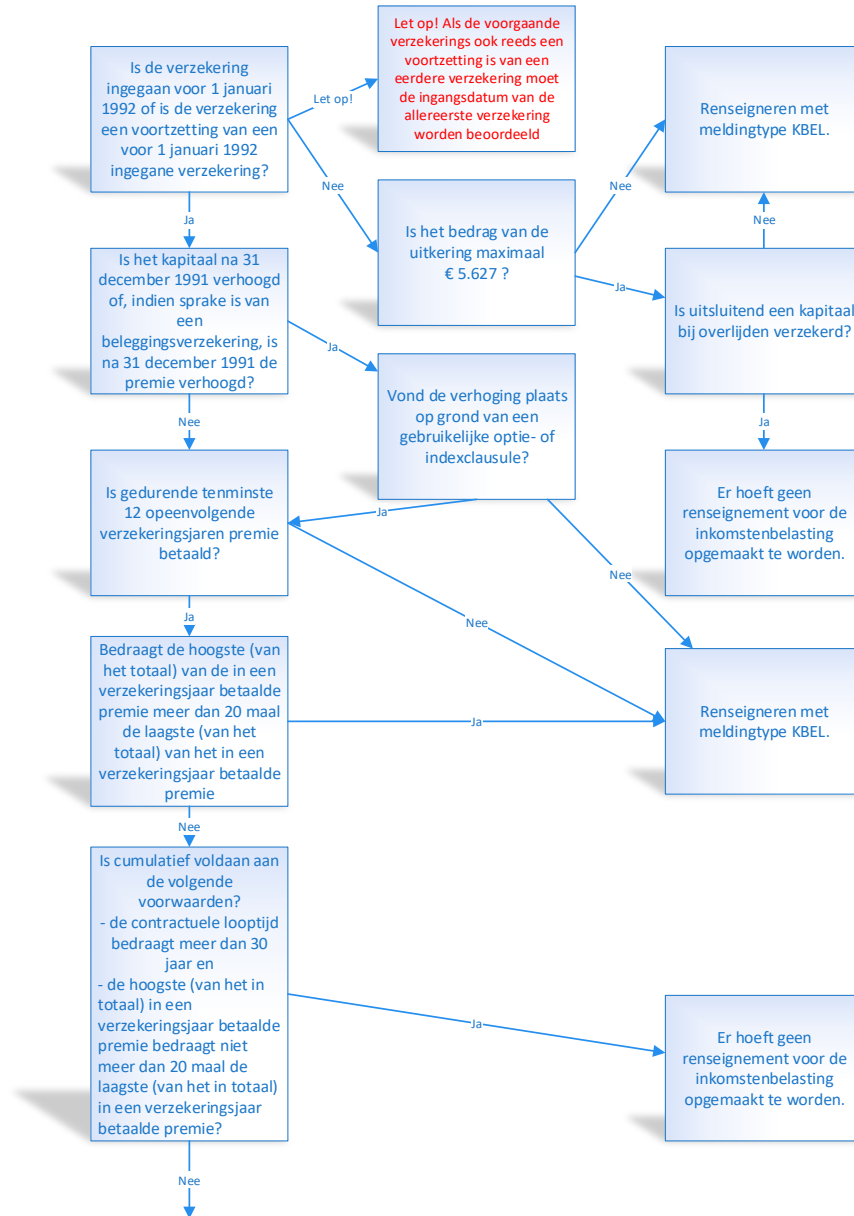 Is de verzekering
ingegaan voor 1 januari
1992 of is de verzekering
een voortzetting van een
voor 1 januari 1992
ingegane verzekering?
Let op!
Let op! Als de voorgaande
verzekerings ook reeds een
voortzetting is van een
eerdere verzekering moet
de ingangsdatum van de
allereerste verzekering
worden beoordeeld
Renseigneren met
meldingtype KBEL.
Nee
Nee
Ja
Is het bedrag van de
uitkering maximaal
€ 5.627 ?
Nee
Ja
Is het kapitaal na 31
december 1991 verhoogd
of, indien sprake is van
een
beleggingsverzekering, is
na 31 december 1991 de
premie verhoogd?
Is uitsluitend een kapitaal
bij overlijden verzekerd?
Ja
Nee
Vond de verhoging plaats
op grond van een
gebruikelijke optie- of
indexclausule?
Ja
Is gedurende tenminste
12 opeenvolgende
verzekeringsjaren premie
betaald?
Ja
Er hoeft geen
renseignement voor de
inkomstenbelasting
opgemaakt te worden.
Nee
Ja
Nee
Bedraagt de hoogste (van
het totaal) van de in een
verzekeringsjaar betaalde
premie meer dan 20 maal
de laagste (van het
totaal) van het in een
verzekeringsjaar betaalde
premie
Ja
Renseigneren met
meldingtype KBEL.
Nee
Is cumulatief voldaan aan
de volgende
voorwaarden?
- de contractuele looptijd
bedraagt meer dan 30
jaar en
- de hoogste (van het in
totaal) in een
verzekeringsjaar betaalde
premie bedraagt niet
meer dan 20 maal de
laagste (van het in totaal)
in een verzekeringsjaar
betaalde premie?
Ja
Er hoeft geen
renseignement voor de
inkomstenbelasting
opgemaakt te worden.
Nee